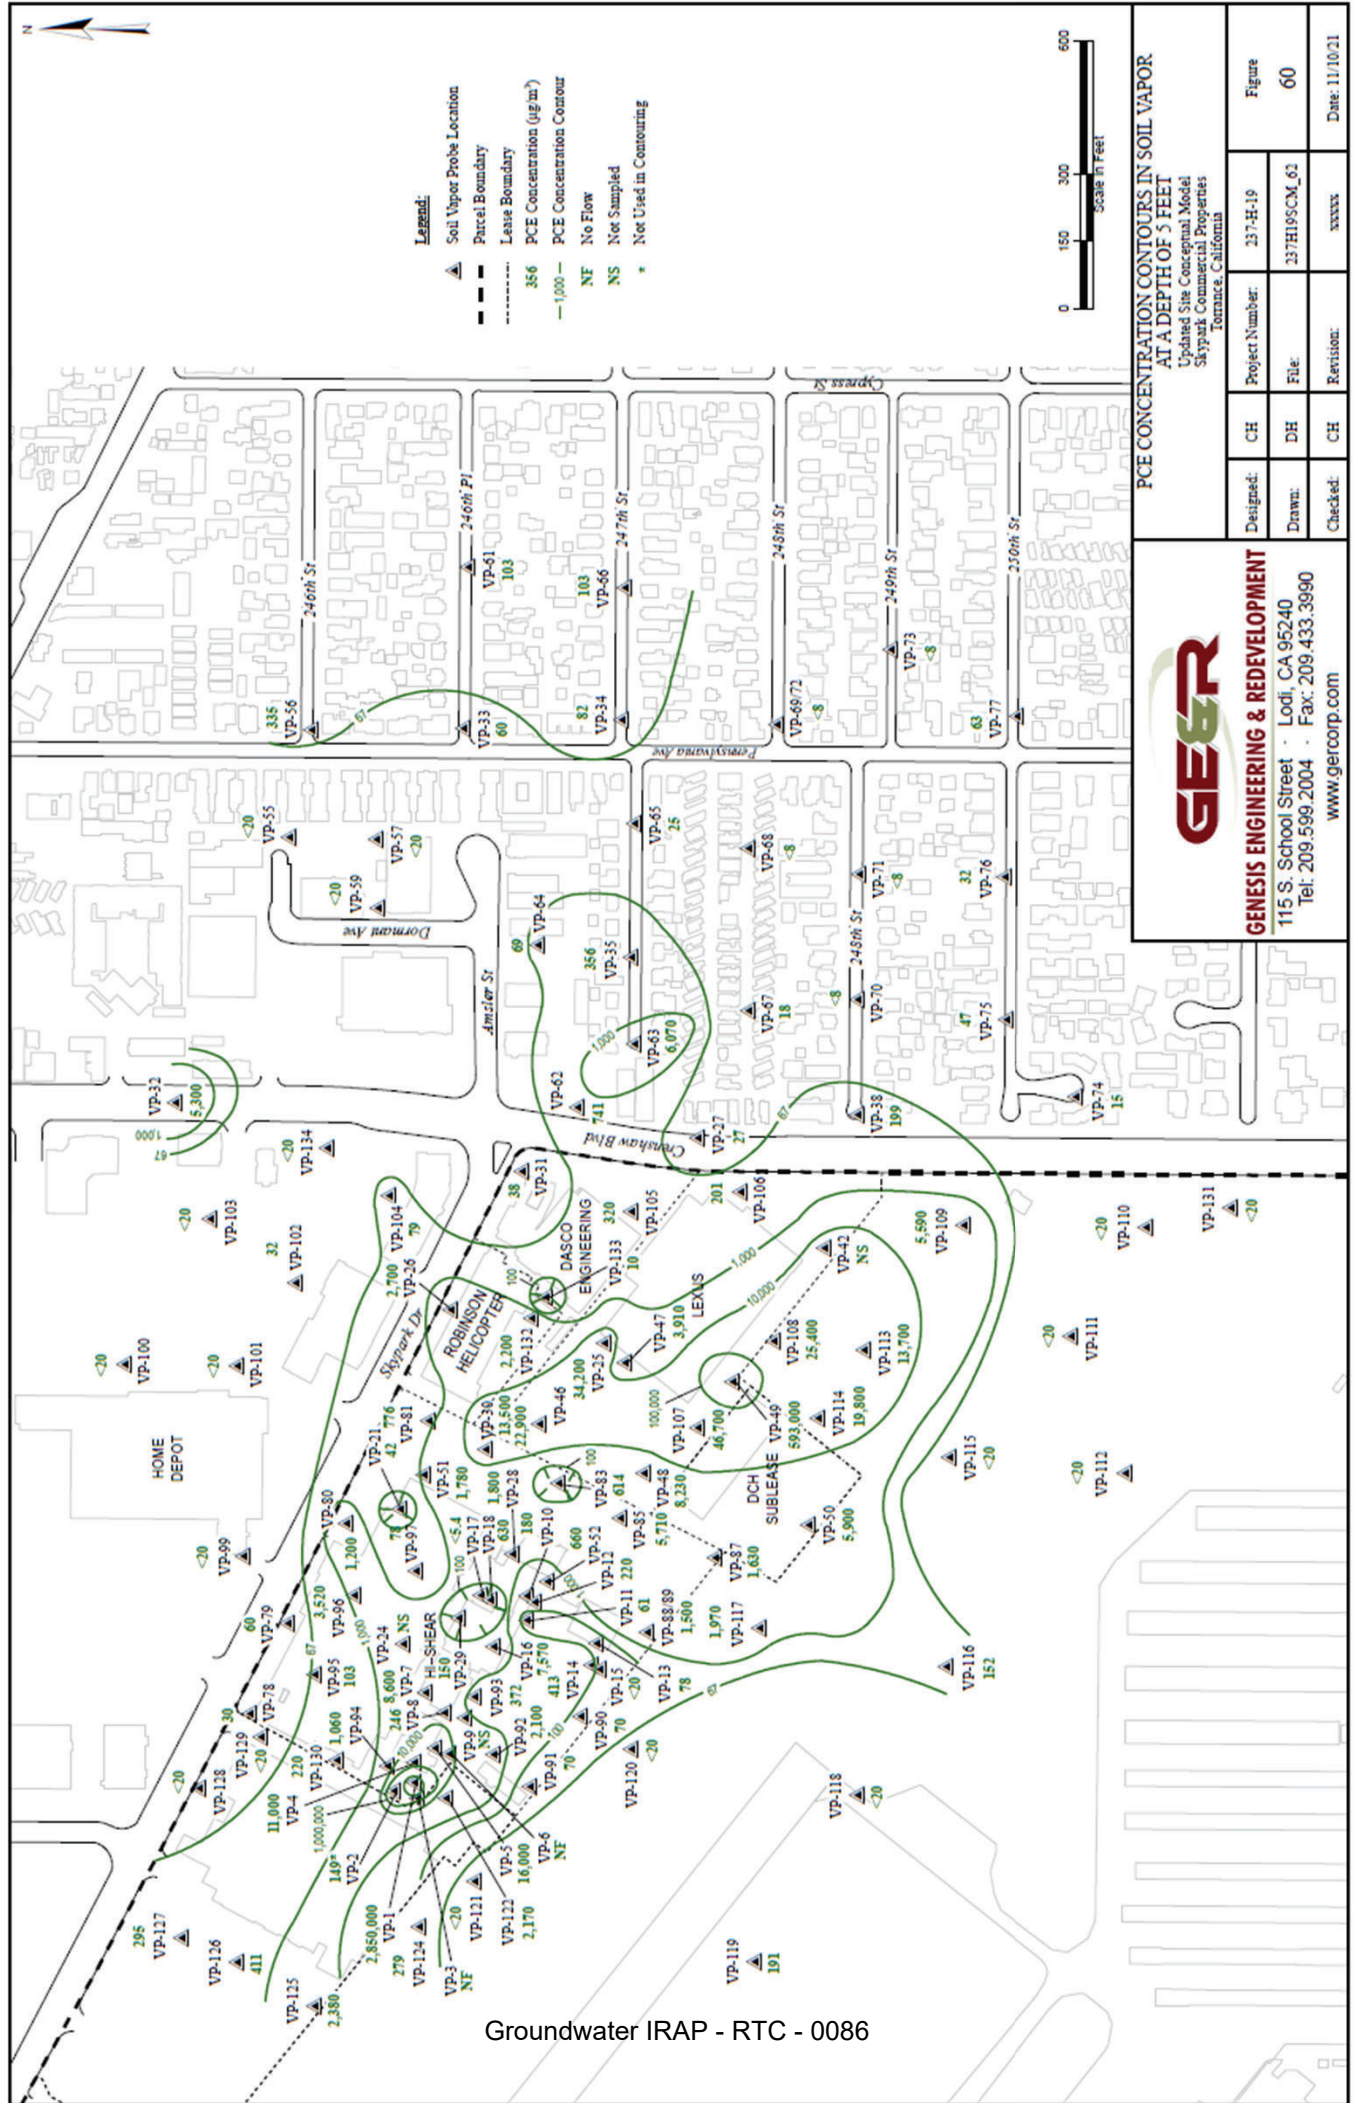 N
Legend:
Soil Vapor Probe Location
Parcel Boundary
Lease Boundary
356 PCE Concentration (µg/m³)
1,000 PCE Concentration Contour
NF No Flow
NS Not Sampled
* Not Used in Contouring
0 150 300 600
Scale in Feet
HOME
DEPOT
Skypark Dr
ROBINSON
HELICOPTER
DASCO
ENGINEERING
LEXUS
DCH
SUBLEASE
HI-SHEAR
Crenshaw Blvd
Amsler St
Dormant Ave
Pennsylvania Ave
Cypress St
246th St
246th Pl
247th St
248th St
248th St
249th St
250th St
295
VP-127
VP-126
411
VP-125
2,380
<20
VP-128
VP-129
<20
30
VP-78
60
VP-79
<20
VP-99
<20
VP-100
<20
VP-101
32
VP-102
<20
VP-103
<20
VP-134
VP-32
5,300
1,000
67
VP-104
79
2,700
VP-26
VP-80
1,200
VP-21
42
776
VP-81
78
VP-97
VP-51
1,780
3,520
VP-96
VP-95
103
VP-24
NS
1,060
VP-94
220
VP-130
11,000
VP-4
1,000,000
149*
VP-2
2,850,000
VP-1
279
VP-124
VP-3
NF
<20
VP-121
VP-122
2,170
VP-5
16,000
VP-6
NF
10,000
8,600
VP-7
246
VP-8
VP-9
NS
VP-93
372
VP-92
2,100
VP-91
70
VP-90
70
VP-120
<20
150
VP-29
VP-16
7,570
413
VP-14
VP-15
<20
VP-13
78
VP-11
61
VP-12
220
VP-52
660
VP-10
180
<5.4
VP-17
VP-18
630
1,800
VP-28
VP-30
13,500
22,900
VP-46
34,200
VP-25
2,200
VP-132
VP-133
10
38
VP-31
320
VP-105
201
VP-106
VP-47
3,910
VP-83
614
VP-48
8,230
VP-85
5,710
VP-87
1,630
VP-88/89
1,500
1,970
VP-117
VP-50
5,900
VP-107
46,700
VP-49
593,000
100,000
VP-108
25,400
VP-42
NS
VP-113
13,700
VP-114
19,800
VP-115
<20
VP-116
152
5,590
VP-109
<20
VP-110
<20
VP-111
<20
VP-112
VP-131
<20
VP-118
<20
VP-119
191
VP-27
27
VP-38
199
VP-62
741
VP-63
6,070
356
VP-35
69
VP-64
VP-65
25
VP-67
18
VP-68
<8
<8
VP-70
VP-71
<8
47
VP-75
32
VP-76
VP-74
15
63
VP-77
VP-73
<8
VP-69/72
<8
82
VP-34
VP-33
60
VP-61
103
103
VP-66
335
VP-56
<20
VP-55
VP-57
<20
<20
VP-59
GE&R
GENESIS ENGINEERING & REDEVELOPMENT
115 S. School Street · Lodi, CA 95240
Tel: 209.599.2004 · Fax: 209.433.3990
www.gercorp.com
PCE CONCENTRATION CONTOURS IN SOIL VAPOR
AT A DEPTH OF 5 FEET
Updated Site Conceptual Model
Skypark Commercial Properties
Torrance, California
Designed: CH Project Number: 237-H-19 Figure
Drawn: DH File: 237H19SCM_62 60
Checked: CH Revision: xxxxx Date: 11/10/21
Groundwater IRAP - RTC - 0086